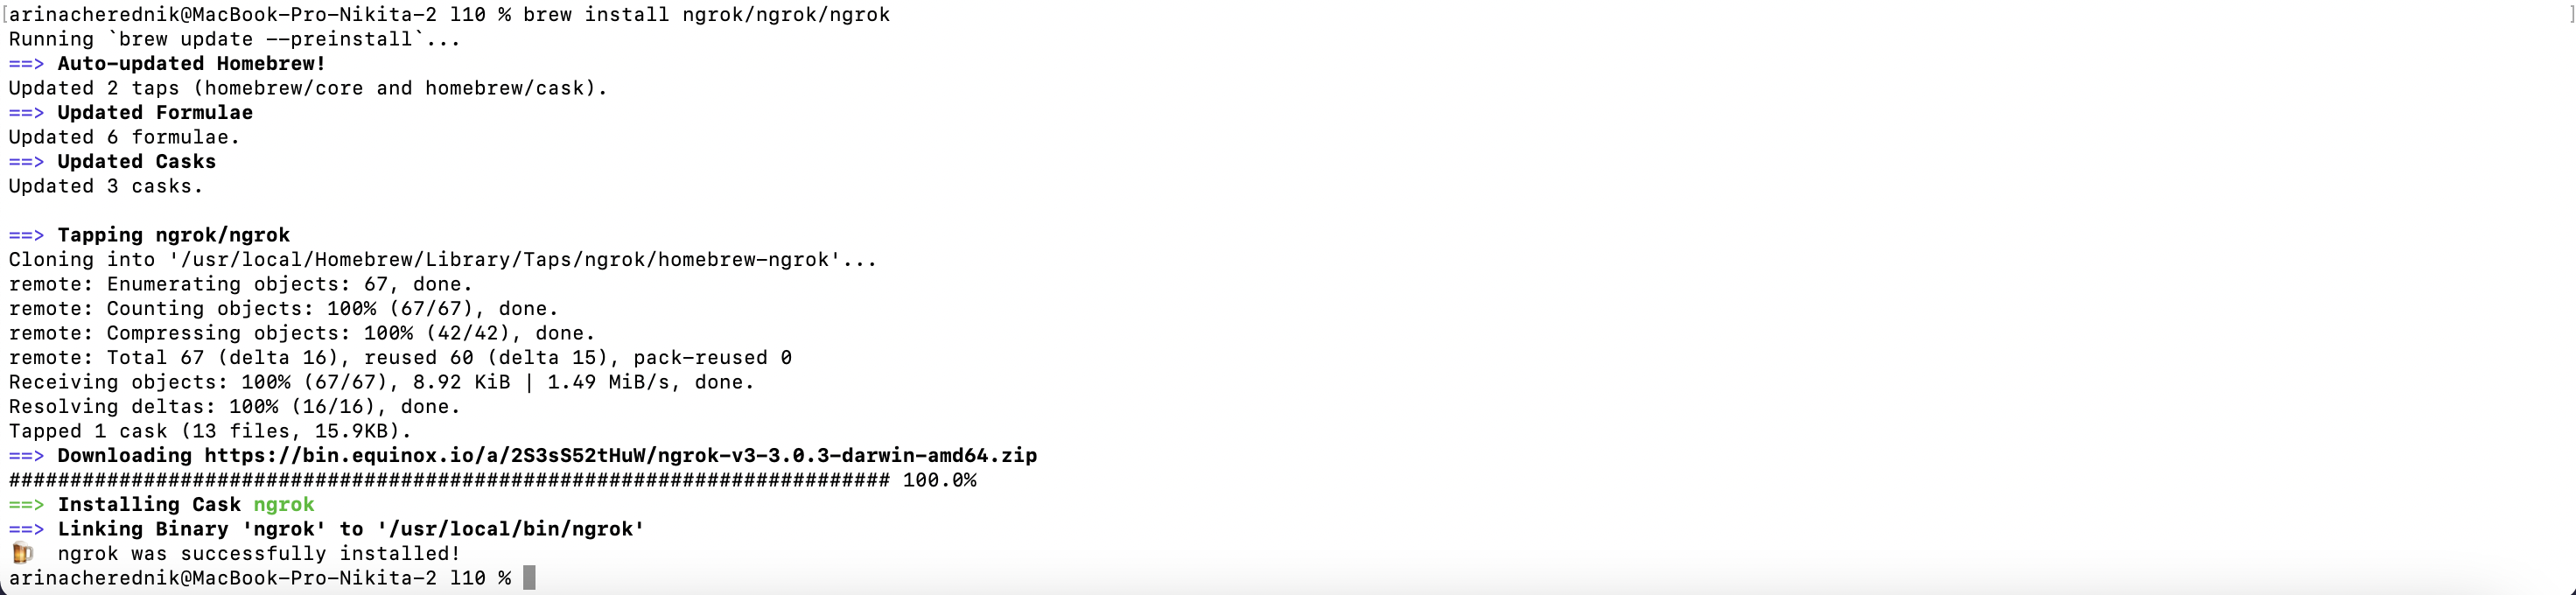 [arinacherednik@MacBook-Pro-Nikita-2 l10 % brew install ngrok/ngrok/ngrok ]
Running `brew update --preinstall`...
==> Auto-updated Homebrew!
Updated 2 taps (homebrew/core and homebrew/cask).
==> Updated Formulae
Updated 6 formulae.
==> Updated Casks
Updated 3 casks.
==> Tapping ngrok/ngrok
Cloning into '/usr/local/Homebrew/Library/Taps/ngrok/homebrew-ngrok'...
remote: Enumerating objects: 67, done.
remote: Counting objects: 100% (67/67), done.
remote: Compressing objects: 100% (42/42), done.
remote: Total 67 (delta 16), reused 60 (delta 15), pack-reused 0
Receiving objects: 100% (67/67), 8.92 KiB | 1.49 MiB/s, done.
Resolving deltas: 100% (16/16), done.
Tapped 1 cask (13 files, 15.9KB).
==> Downloading https://bin.equinox.io/a/2S3sS52tHuW/ngrok-v3-3.0.3-darwin-amd64.zip
######################################################################## 100.0%
==> Installing Cask ngrok
==> Linking Binary 'ngrok' to '/usr/local/bin/ngrok'
🍺 ngrok was successfully installed!
arinacherednik@MacBook-Pro-Nikita-2 l10 %